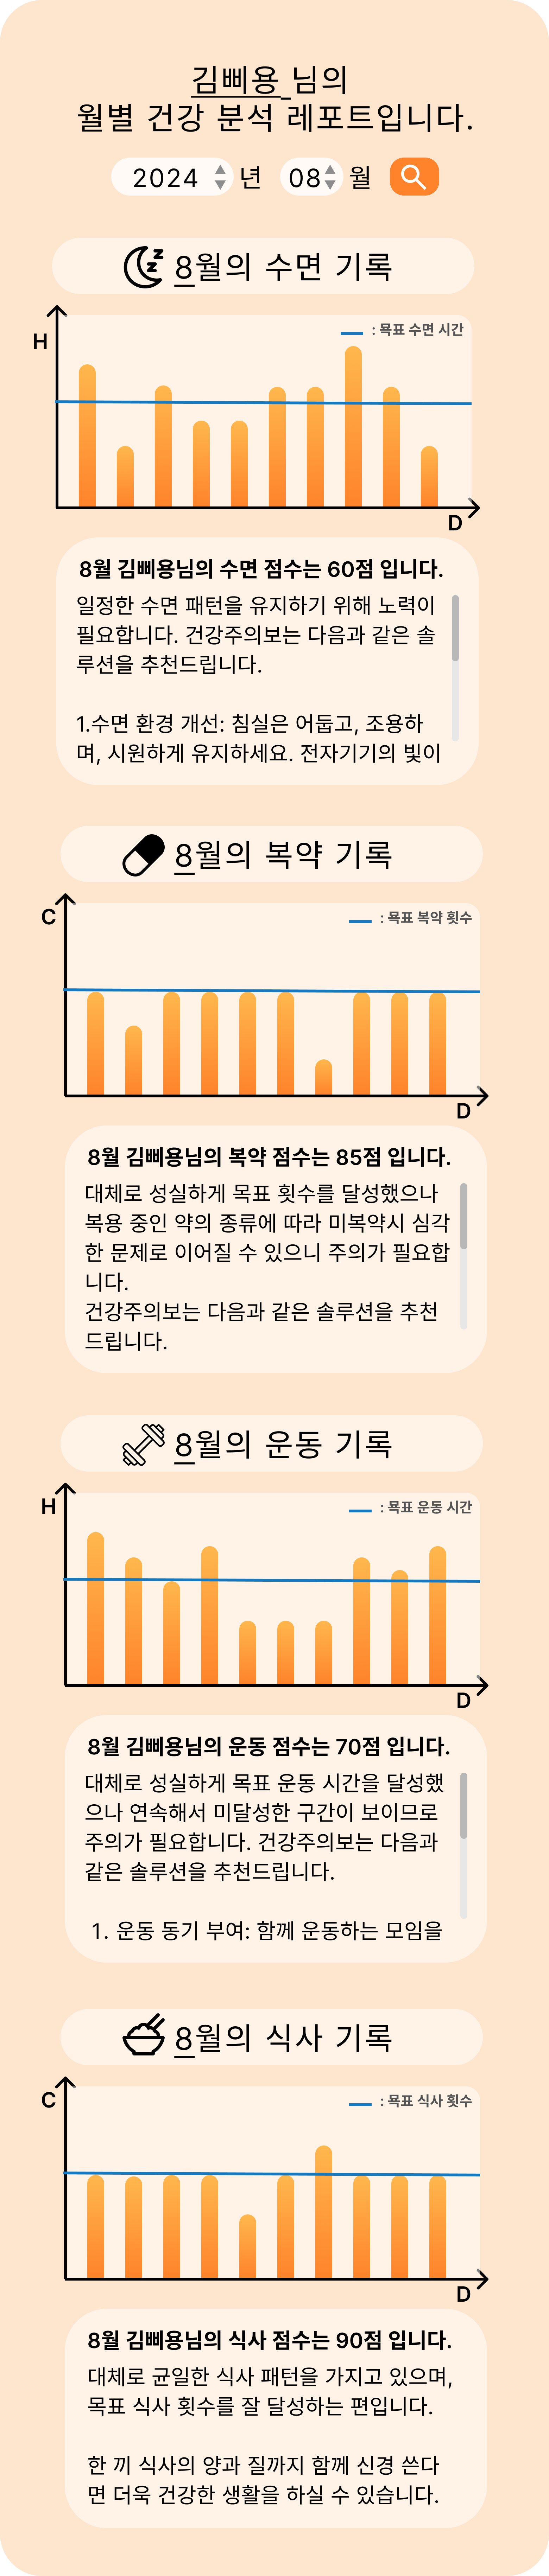 김삐용 님의
월별 건강 분석 레포트입니다.
2024 년 08 월
8월의 수면 기록
H
: 목표 수면 시간
D
8월 김삐용님의 수면 점수는 60점 입니다.
일정한 수면 패턴을 유지하기 위해 노력이
필요합니다. 건강주의보는 다음과 같은 솔
루션을 추천드립니다.
1.수면 환경 개선: 침실은 어둡고, 조용하
며, 시원하게 유지하세요. 전자기기의 빛이
8월의 복약 기록
C
: 목표 복약 횟수
D
8월 김삐용님의 복약 점수는 85점 입니다.
대체로 성실하게 목표 횟수를 달성했으나
복용 중인 약의 종류에 따라 미복약시 심각
한 문제로 이어질 수 있으니 주의가 필요합
니다.
건강주의보는 다음과 같은 솔루션을 추천
드립니다.
8월의 운동 기록
H
: 목표 운동 시간
D
8월 김삐용님의 운동 점수는 70점 입니다.
대체로 성실하게 목표 운동 시간을 달성했
으나 연속해서 미달성한 구간이 보이므로
주의가 필요합니다. 건강주의보는 다음과
같은 솔루션을 추천드립니다.
1. 운동 동기 부여: 함께 운동하는 모임을
8월의 식사 기록
C
: 목표 식사 횟수
D
8월 김삐용님의 식사 점수는 90점 입니다.
대체로 균일한 식사 패턴을 가지고 있으며,
목표 식사 횟수를 잘 달성하는 편입니다.
한 끼 식사의 양과 질까지 함께 신경 쓴다
면 더욱 건강한 생활을 하실 수 있습니다.